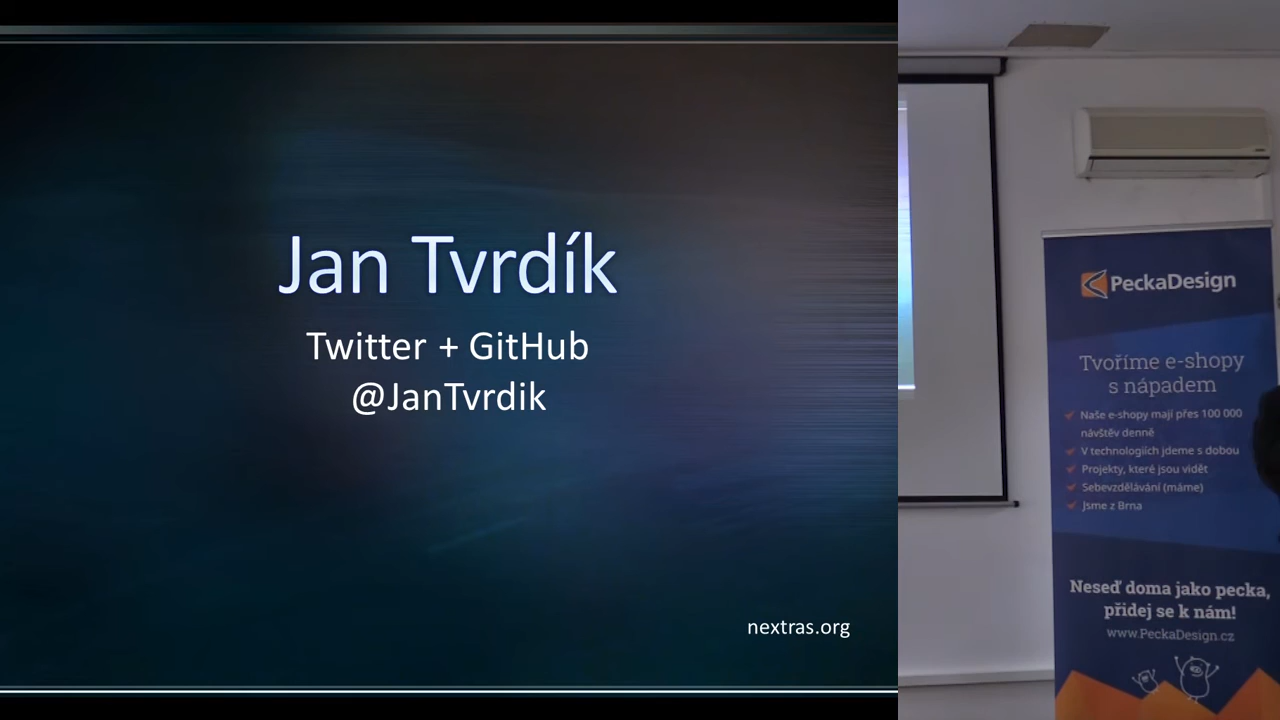 Jan Tvrdík
Twitter + GitHub
@JanTvrdik
nextras.org
PeckaDesign
Tvoříme e-shopy
s nápadem
Naše e-shopy mají přes 100 000
návštěv denně
V technologiích jdeme s dobou
Projekty, které jsou vidět
Sebevzdělávání (máme)
Jsme z Brna
Neseď doma jako pecka,
přidej se k nám!
www.PeckaDesign.cz